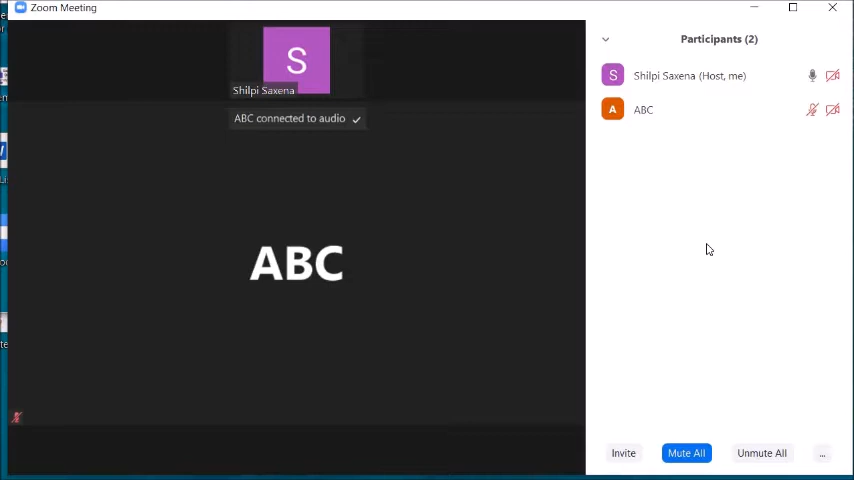 Zoom Meeting
S
Shilpi Saxena
ABC connected to audio
ABC
Participants (2)
S Shilpi Saxena (Host, me)
A ABC
Invite Mute All Unmute All ...